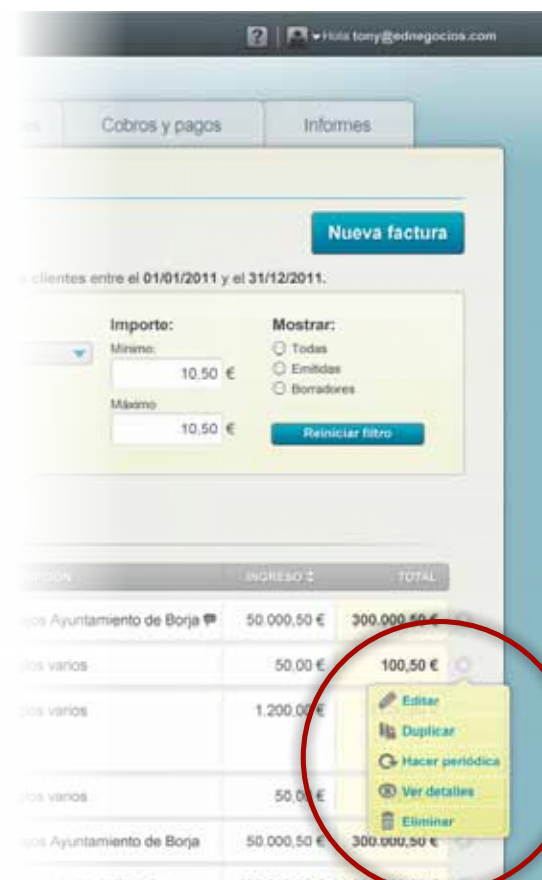 ? Hola tony@ednegocios.com
Cobros y pagos Informes
Nueva factura
clientes entre el 01/01/2011 y el 31/12/2011.
Importe: Mostrar:
Mínimo: Todas
10,50 € Emitidas
Borradores
Máximo
10,50 € Reiniciar filtro
INGRESO TOTAL
Ayuntamiento de Borja 50.000,50 € 300.000,50 €
varios 50,00 € 100,50 €
varios 1.200,00 €
Editar
Duplicar
Hacer periódica
varios 50,00 € Ver detalles
Eliminar
Ayuntamiento de Borja 50.000,50 € 300.000,50 €